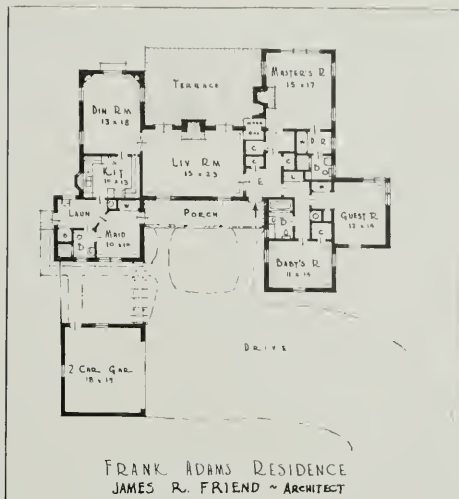 MASTER'S R
15 x 17
TERRACE
DIN RM
13 x 18
LIV RM
15 x 23
D R
W
C
C
C
E
B
KIT
W
LAUN
MAID
10 x 10
B
PORCH
B
W
C
GUEST R
12 x 14
BABY'S R
11 x 14
2 CAR GAR
18 x 19
DRIVE
FRANK ADAMS RESIDENCE
JAMES R. FRIEND ~ ARCHITECT